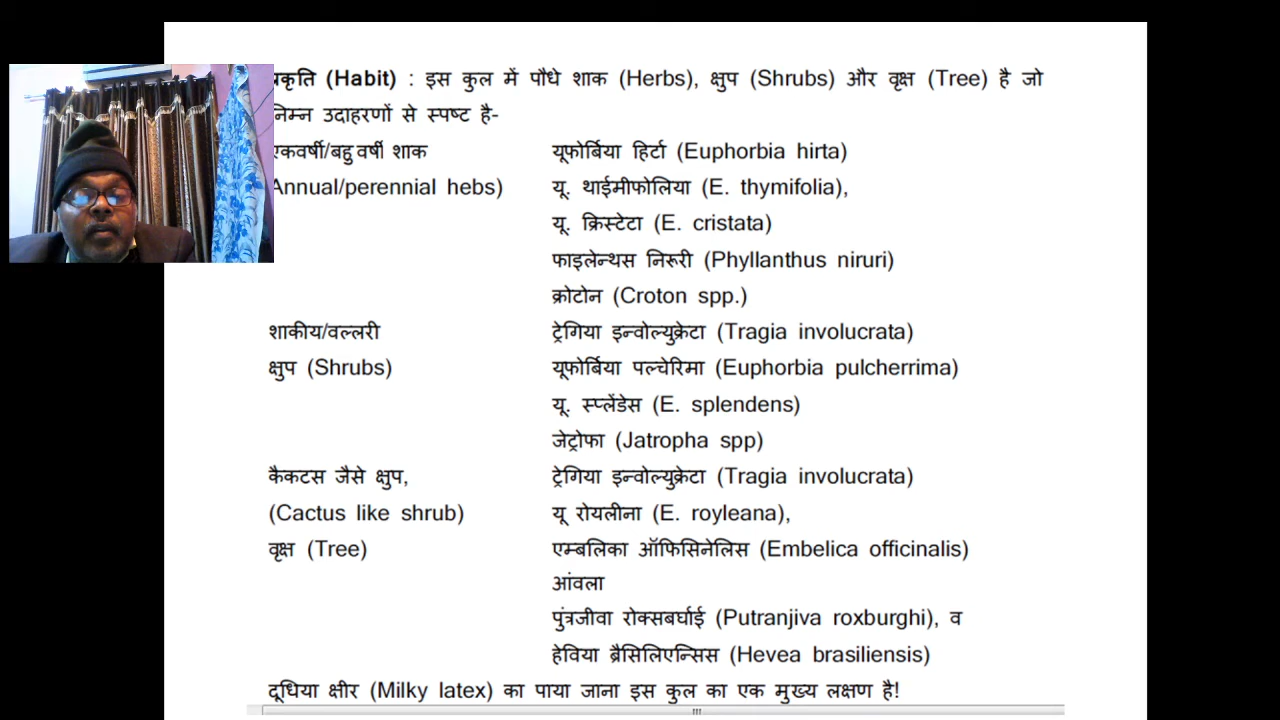 प्रकृति (Habit) : इस कुल में पौधे शाक (Herbs), क्षुप (Shrubs) और वृक्ष (Tree) है जो
निम्न उदाहरणों से स्पष्ट है-
एकवर्षी/बहुवर्षी शाक यूफोर्बिया हिर्टा (Euphorbia hirta)
Annual/perennial hebs) यू. थाईमीफोलिया (E. thymifolia),
यू. क्रिस्टेटा (E. cristata)
फाइलेन्थस निरूरी (Phyllanthus niruri)
क्रोटोन (Croton spp.)
शाकीय/वल्लरी ट्रेगिया इन्वोल्युक्रेटा (Tragia involucrata)
क्षुप (Shrubs) यूफोर्बिया पल्चेरिमा (Euphorbia pulcherrima)
यू. स्प्लेंडेस (E. splendens)
जेट्रोफा (Jatropha spp)
कैकटस जैसे क्षुप, ट्रेगिया इन्वोल्युक्रेटा (Tragia involucrata)
(Cactus like shrub) यू रोयलीना (E. royleana),
वृक्ष (Tree) एम्बलिका ऑफिसिनेलिस (Embelica officinalis)
आंवला
पुंत्रजीवा रोक्सबर्घाई (Putranjiva roxburghi), व
हेविया ब्रैसिलिएन्सिस (Hevea brasiliensis)
दूधिया क्षीर (Milky latex) का पाया जाना इस कुल का एक मुख्य लक्षण है!